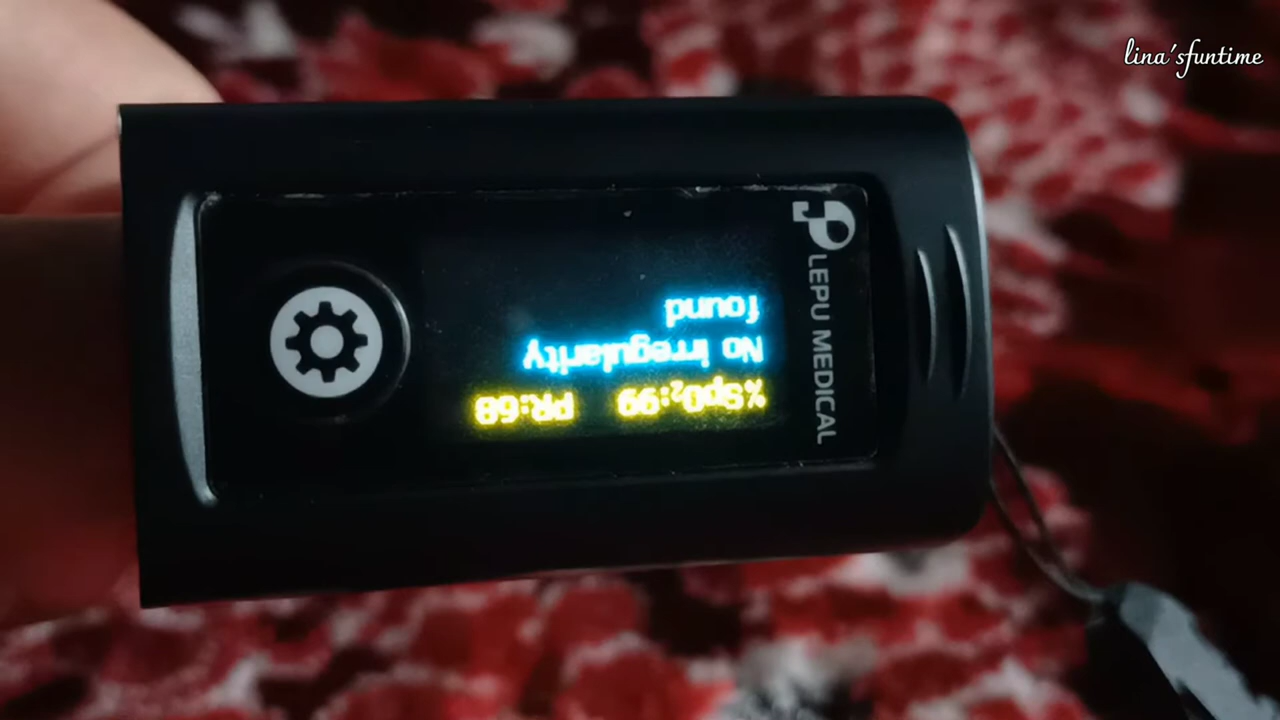 lina'sfuntime
%SpO₂:99 PR:68
No irregularity
found
LEPU MEDICAL